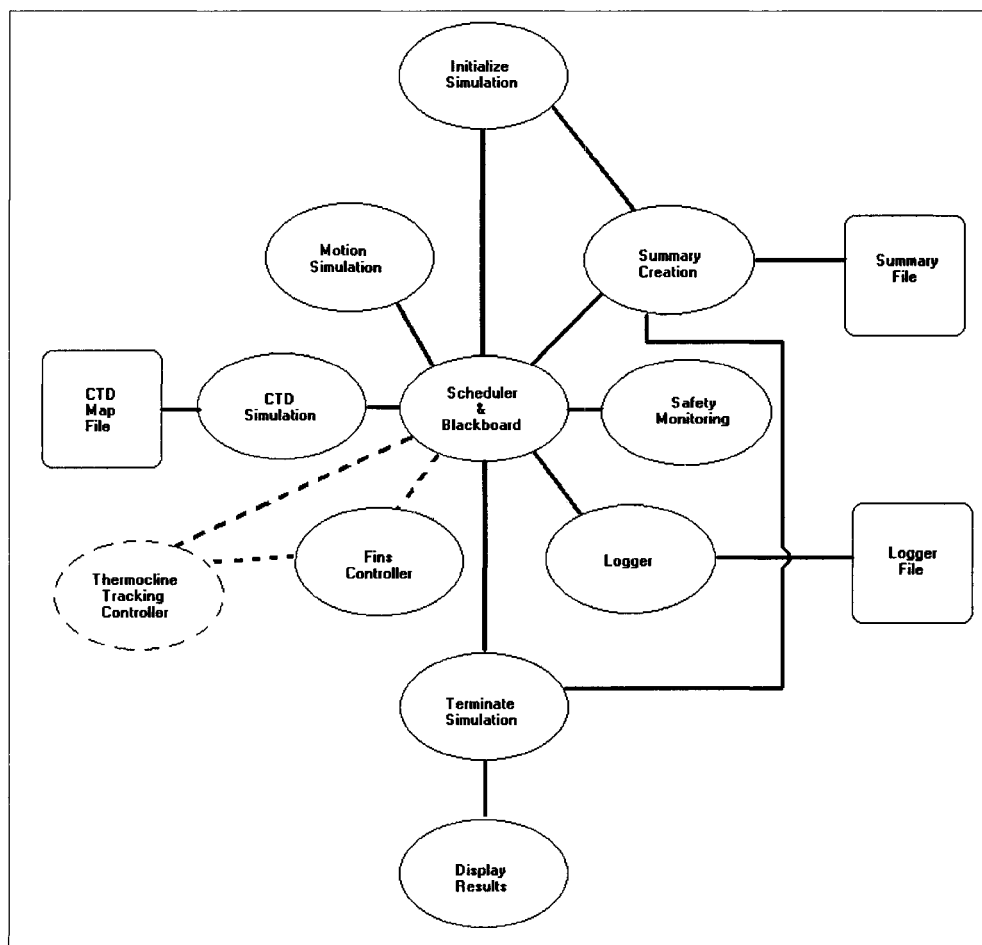 Initialize
Simulation
Motion
Simulation
Summary
Creation
Summary
File
CTD
Map
File
CTD
Simulation
Scheduler
&
Blackboard
Safety
Monitoring
Thermocline
Tracking
Controller
Fins
Controller
Logger
Logger
File
Terminate
Simulation
Display
Results